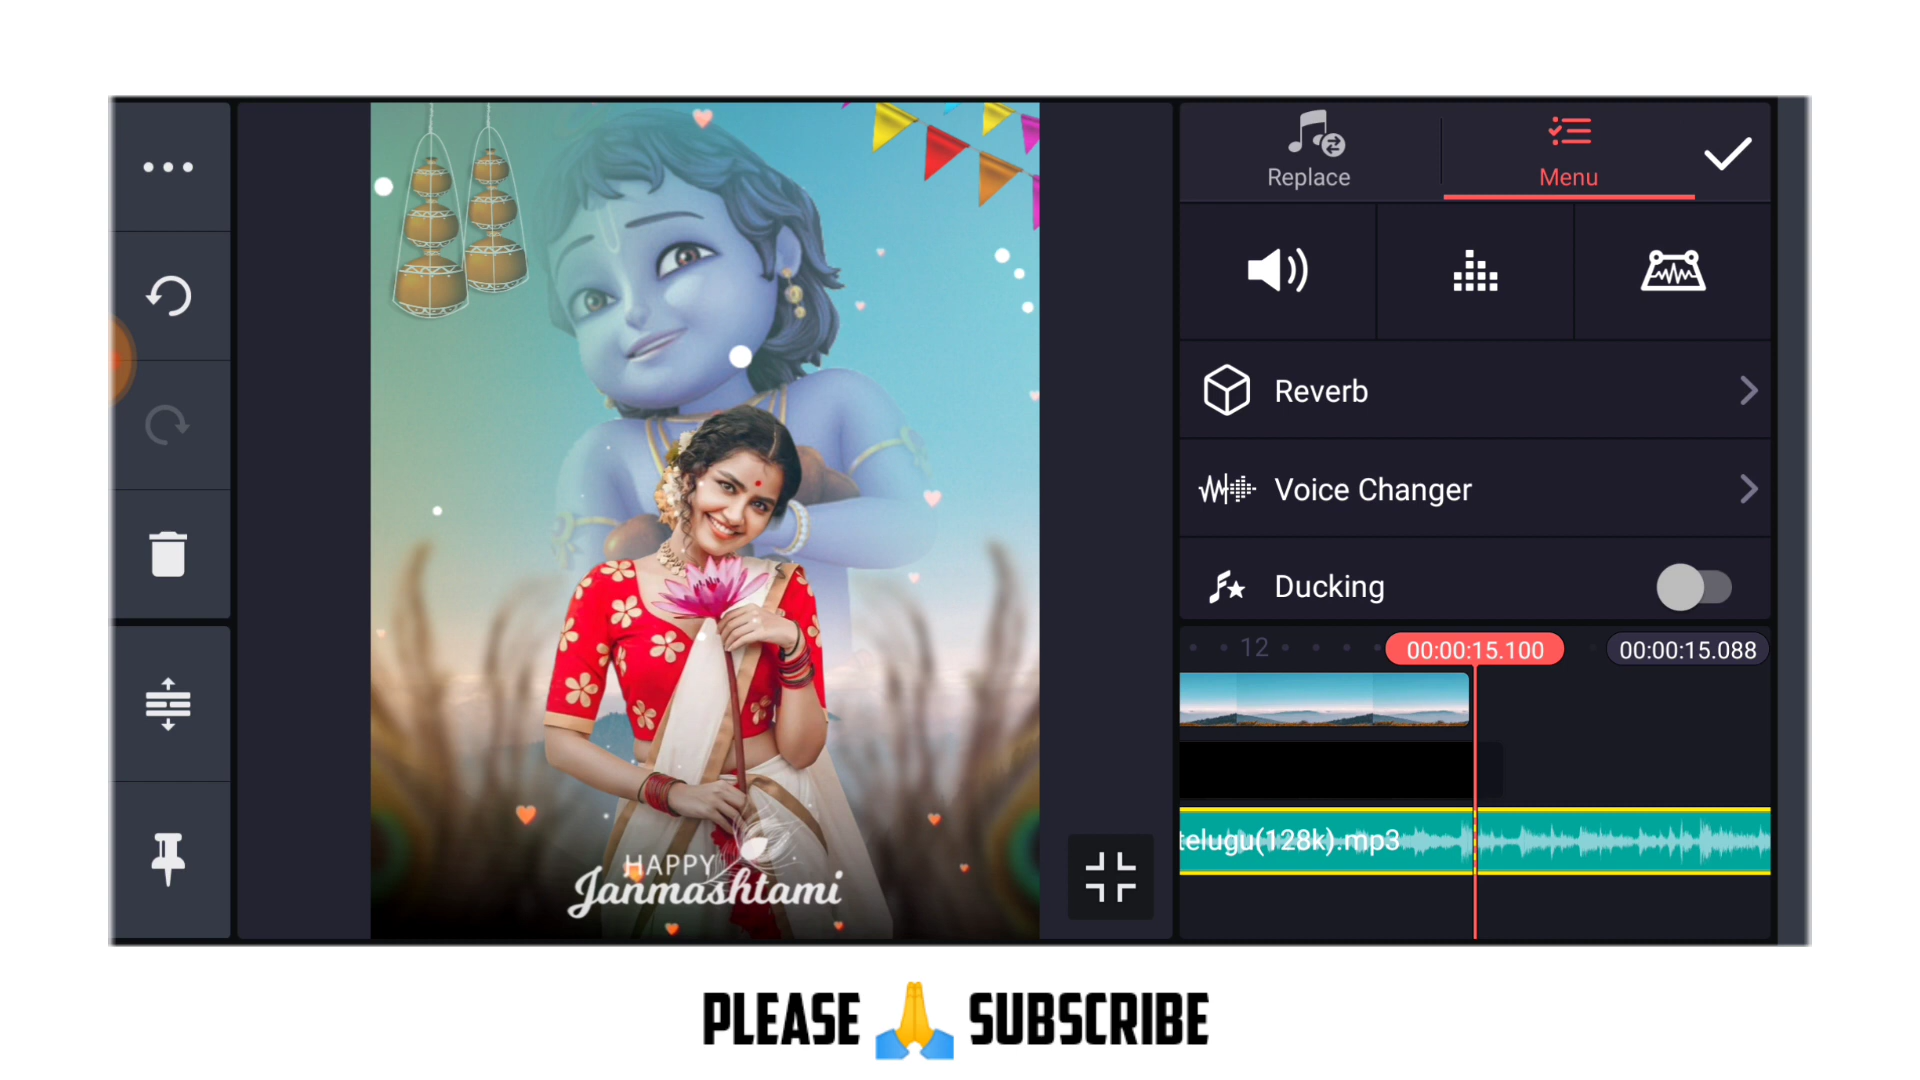 Replace
Menu
Reverb
Voice Changer
Ducking
12
00:00:15.100
00:00:15.088
telugu(128k).mp3
HAPPY
Janmashtami
PLEASE 🙏 SUBSCRIBE